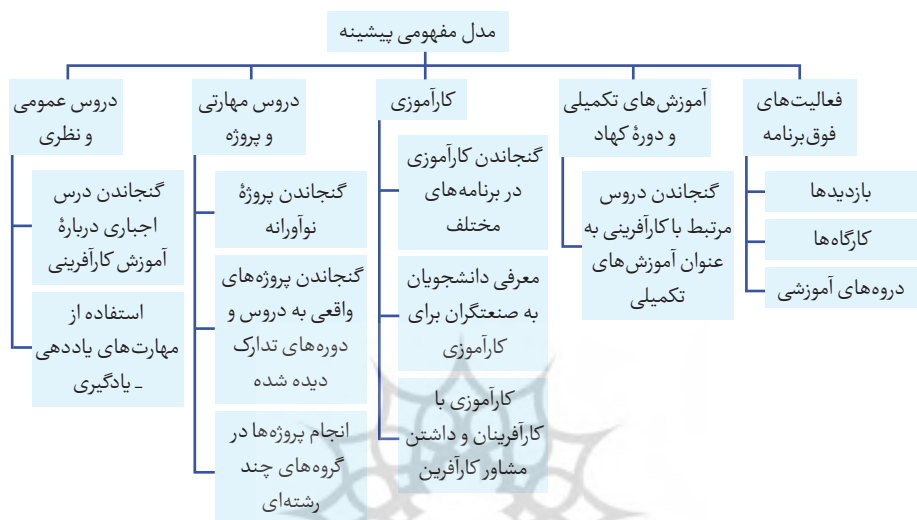 مدل مفهومی پیشینه
فعالیت‌های
فوق‌برنامه
بازدیدها
کارگاه‌ها
دروه‌های آموزشی
آموزش‌های تکمیلی
و دورهٔ کهاد
گنجاندن دروس
مرتبط با کارآفرینی به
عنوان آموزش‌های
تکمیلی
کارآموزی
گنجاندن کارآموزی
در برنامه‌های
مختلف
معرفی دانشجویان
به صنعتگران برای
کارآموزی
کارآموزی با
کارآفرینان و داشتن
مشاور کارآفرین
دروس مهارتی
و پروژه
گنجاندن پروژهٔ
نوآورانه
گنجاندن پروژه‌های
واقعی به دروس و
دوره‌های تدارک
دیده شده
انجام پروژه‌ها در
گروه‌های چند
رشته‌ای
دروس عمومی
و نظری
گنجاندن درس
اجباری دربارهٔ
آموزش کارآفرینی
استفاده از
مهارت‌های یاددهی
ـ یادگیری